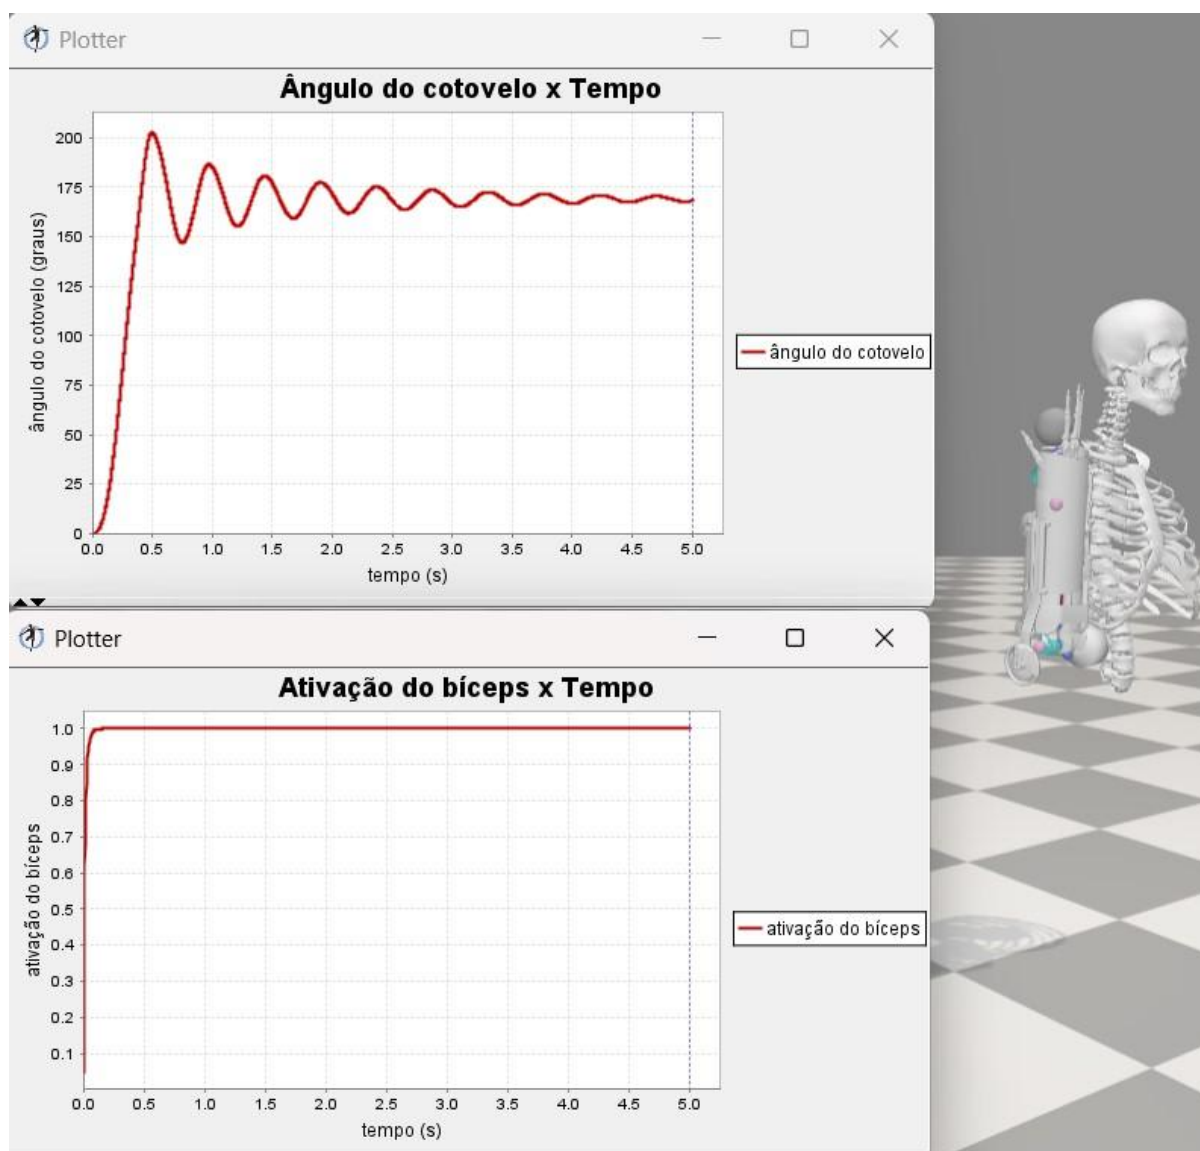 Plotter
Ângulo do cotovelo x Tempo
200
175
150
125
100
75
50
25
0
ângulo do cotovelo (graus)
0.0 0.5 1.0 1.5 2.0 2.5 3.0 3.5 4.0 4.5 5.0
tempo (s)
ângulo do cotovelo
Plotter
Ativação do bíceps x Tempo
1.0
0.9
0.8
0.7
0.6
0.5
0.4
0.3
0.2
0.1
ativação do bíceps
0.0 0.5 1.0 1.5 2.0 2.5 3.0 3.5 4.0 4.5 5.0
tempo (s)
ativação do bíceps